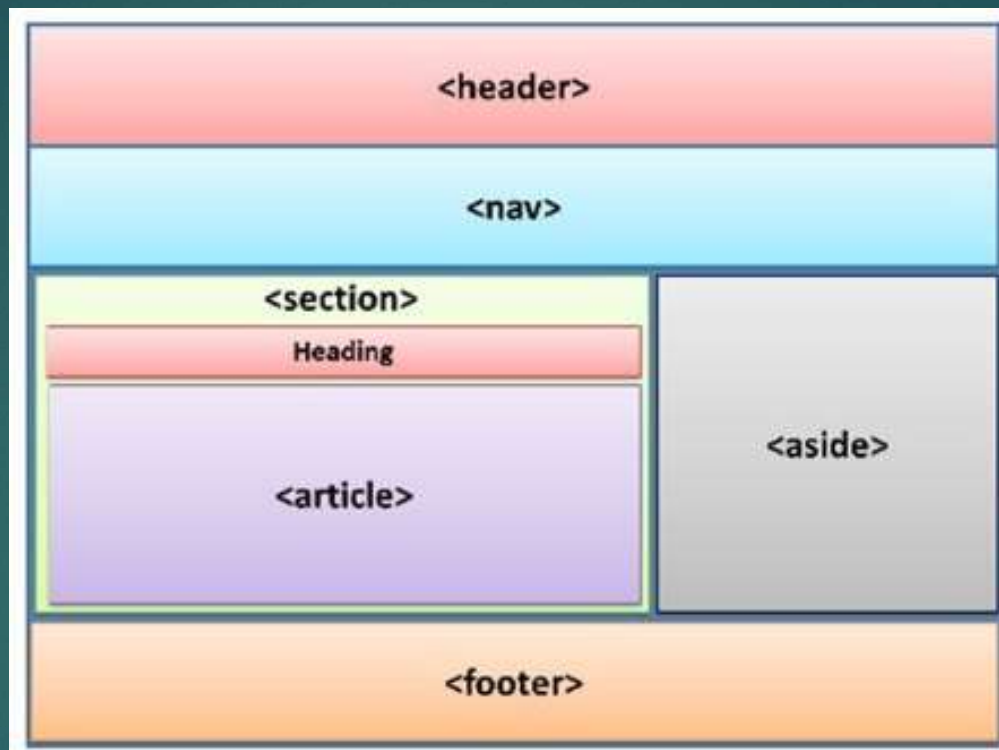 <header>
<nav>
<section>
Heading
<article>
<aside>
<footer>